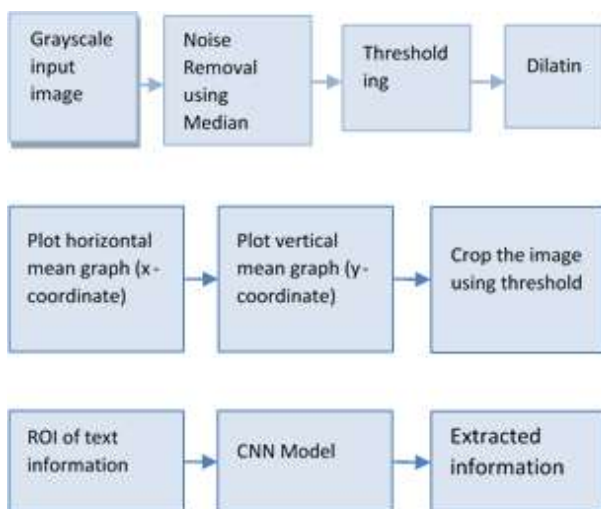 Grayscale
input
image
Noise
Removal
using
Median
Threshold
ing
Dilatin
Plot horizontal
mean graph (x-
coordinate)
Plot vertical
mean graph (y-
coordinate)
Crop the image
using threshold
ROI of text
information
CNN Model
Extracted
information